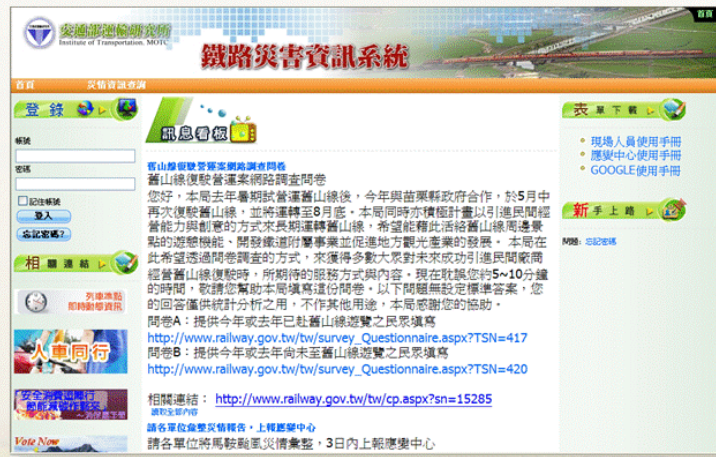 首頁
交通部運輸研究所
Institute of Transportation, MOTC
鐵路災害資訊系統
首頁 災情資訊查詢
登錄
帳號
密碼
記住帳號
登入
忘記密碼?
相關連結
列車準點
即時動態資訊
人車同行
Vote Now
訊息看板
舊山線復駛營運案網路調查問卷
舊山線復駛營運案網路調查問卷
您好，本局去年暑期試營運舊山線後，今年與苗栗縣政府合作，於5月中
再次復駛舊山線，並將運轉至8月底。本局同時亦積極計畫以引進民間經
營能力與創意的方式來長期運轉舊山線，希望能藉此活絡舊山線周邊景
點的遊憩機能、開發鐵道附屬事業並促進地方觀光產業的發展。 本局在
此希望透過問卷調查的方式，來獲得多數大眾對未來成功引進民間廠商
經營舊山線復駛時，所期待的服務方式與內容。現在耽誤您約5~10分鐘
的時間，敬請您幫助本局填寫這份問卷。以下問題無設定標準答案，您
的回答僅供統計分析之用，不作其他用途，本局感謝您的協助。
問卷A：提供今年或去年已赴舊山線遊覽之民眾填寫
http://www.railway.gov.tw/tw/survey_Questionnaire.aspx?TSN=417
問卷B：提供今年或去年尚未至舊山線遊覽之民眾填寫
http://www.railway.gov.tw/tw/survey_Questionnaire.aspx?TSN=420
相關連結： http://www.railway.gov.tw/tw/cp.aspx?sn=15285
讀取全部內容
請各單位彙整災情報告，上報應變中心
請各單位將馬鞍颱風災情彙整，3日內上報應變中心
表單下載
現場人員使用手冊
應變中心使用手冊
GOOGLE使用手冊
新手上路
問題: 忘記密碼